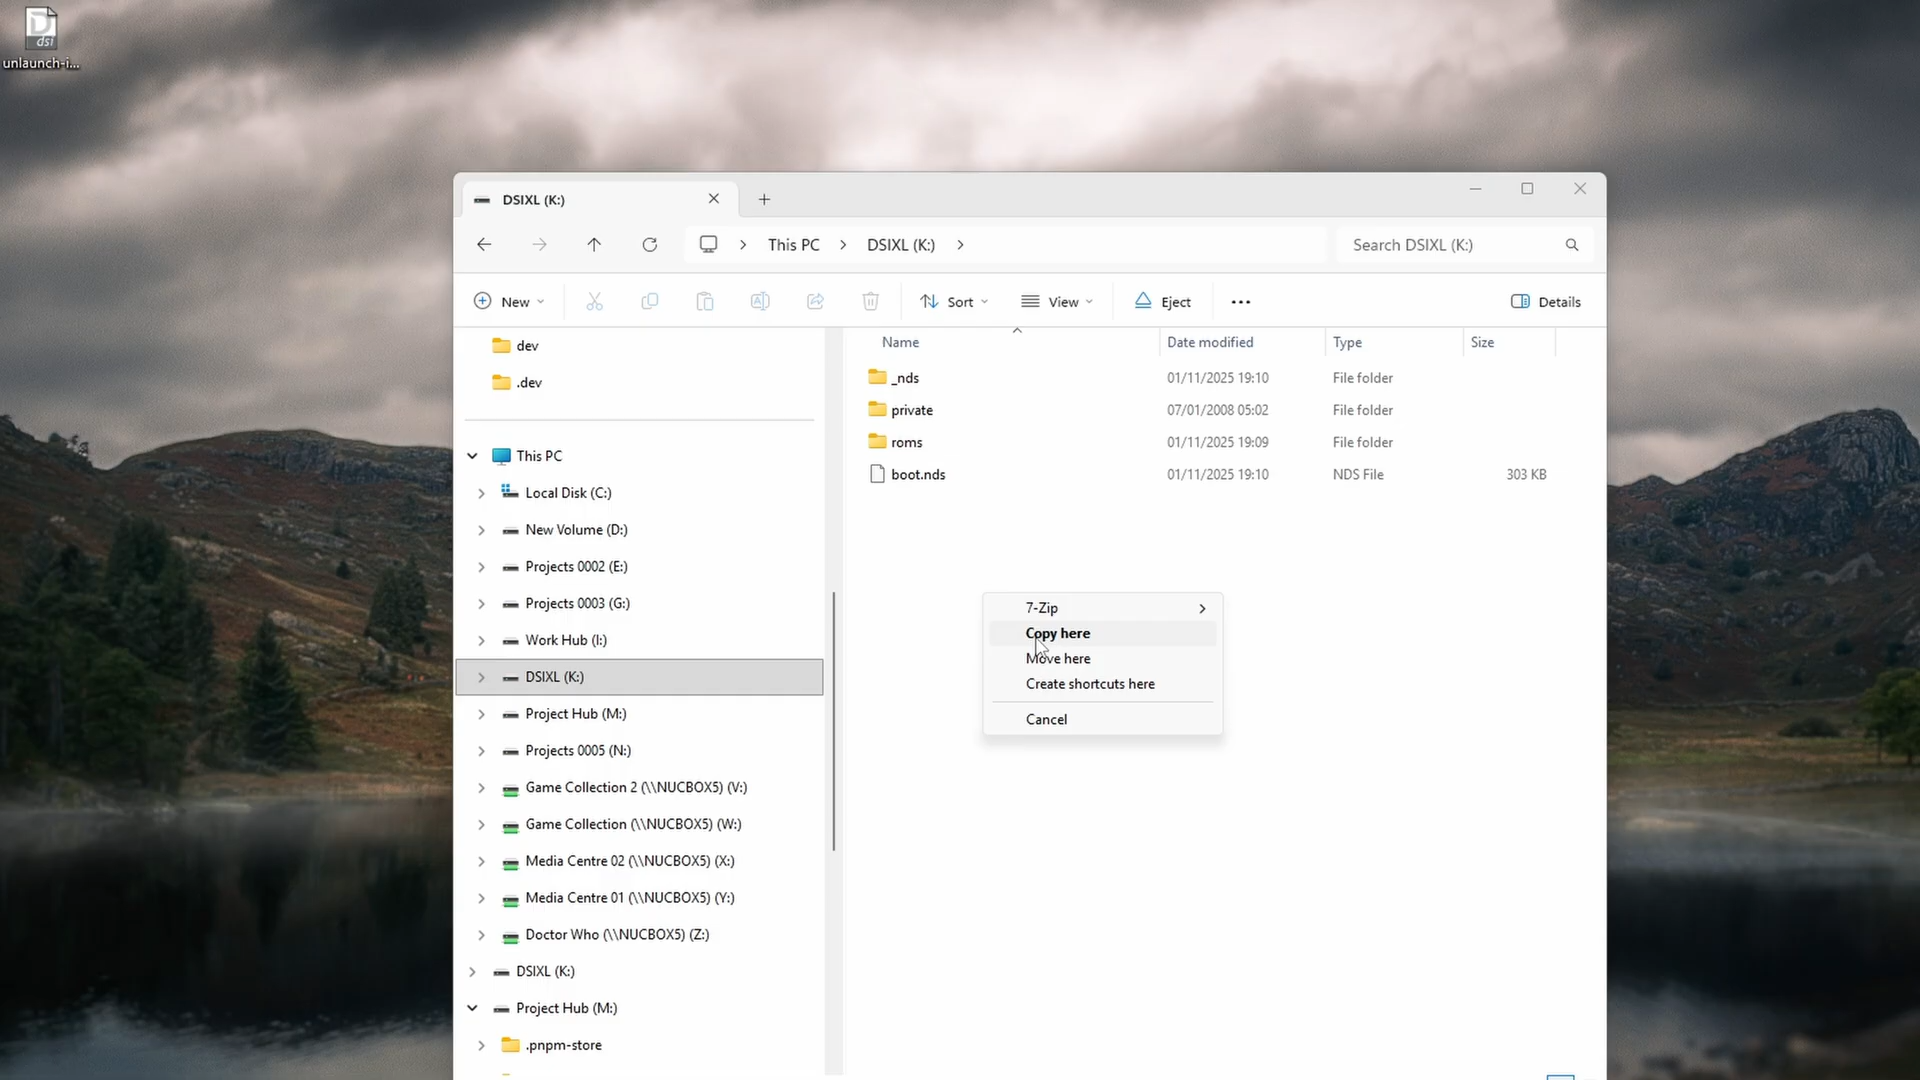 D
dsi
unlaunch-i...
DSIXL (K:)
This PC
DSIXL (K:)
Search DSIXL (K:)
New
Sort
View
Eject
Details
dev
.dev
This PC
Local Disk (C:)
New Volume (D:)
Projects 0002 (E:)
Projects 0003 (G:)
Work Hub (I:)
DSIXL (K:)
Project Hub (M:)
Projects 0005 (N:)
Game Collection 2 (\\NUCBOX5) (V:)
Game Collection (\\NUCBOX5) (W:)
Media Centre 02 (\\NUCBOX5) (X:)
Media Centre 01 (\\NUCBOX5) (Y:)
Doctor Who (\\NUCBOX5) (Z:)
DSIXL (K:)
Project Hub (M:)
.pnpm-store
Name Date modified Type Size
_nds 01/11/2025 19:10 File folder
private 07/01/2008 05:02 File folder
roms 01/11/2025 19:09 File folder
boot.nds 01/11/2025 19:10 NDS File 303 KB
7-Zip
Copy here
Move here
Create shortcuts here
Cancel